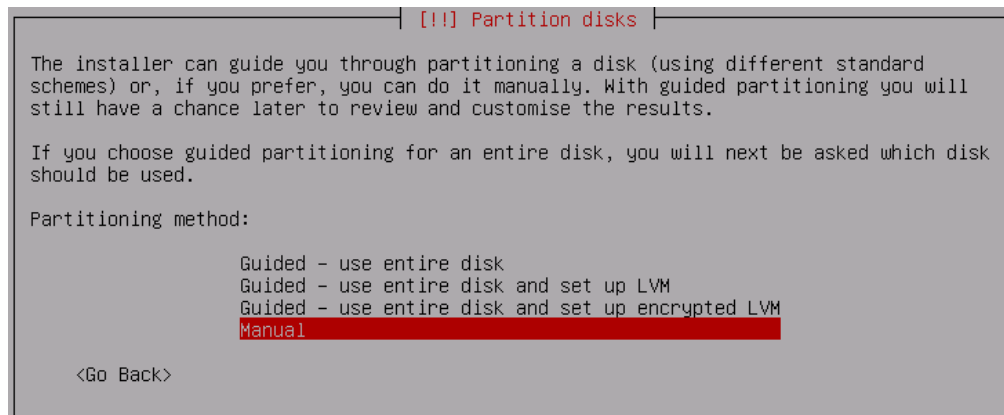 [!!] Partition disks
The installer can guide you through partitioning a disk (using different standard
schemes) or, if you prefer, you can do it manually. With guided partitioning you will
still have a chance later to review and customise the results.
If you choose guided partitioning for an entire disk, you will next be asked which disk
should be used.
Partitioning method:
Guided - use entire disk
Guided - use entire disk and set up LVM
Guided - use entire disk and set up encrypted LVM
Manual
<Go Back>